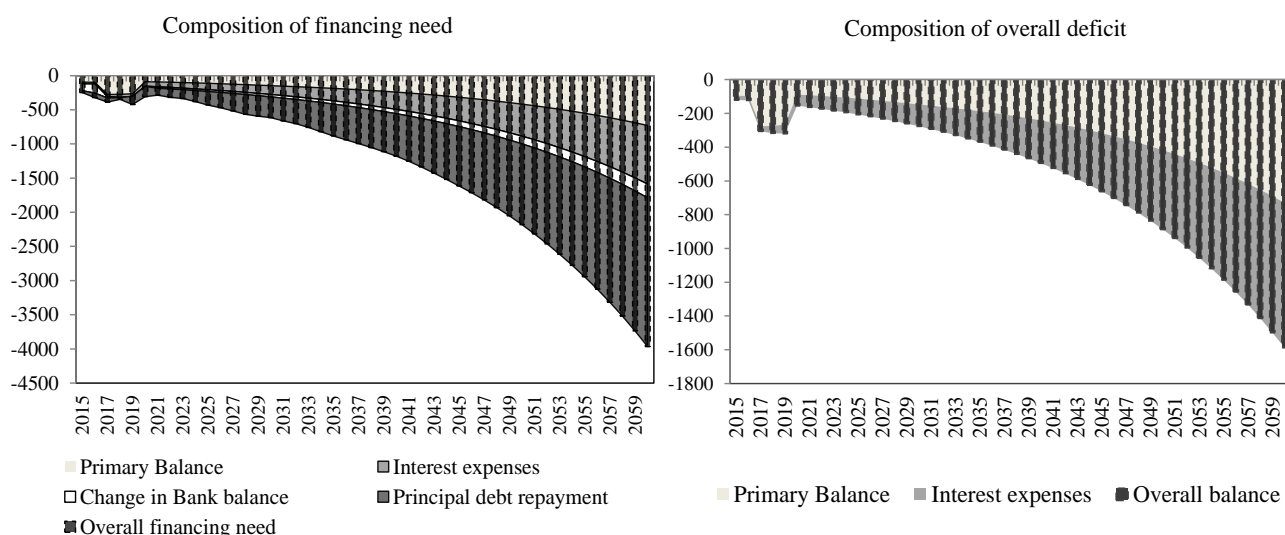 Composition of financing need
0
-500
-1000
-1500
-2000
-2500
-3000
-3500
-4000
-4500
2015 2017 2019 2021 2023 2025 2027 2029 2031 2033 2035 2037 2039 2041 2043 2045 2047 2049 2051 2053 2055 2057 2059
Primary Balance Interest expenses
Change in Bank balance Principal debt repayment
Overall financing need
Composition of overall deficit
0
-200
-400
-600
-800
-1000
-1200
-1400
-1600
-1800
2015 2017 2019 2021 2023 2025 2027 2029 2031 2033 2035 2037 2039 2041 2043 2045 2047 2049 2051 2053 2055 2057 2059
Primary Balance Interest expenses Overall balance